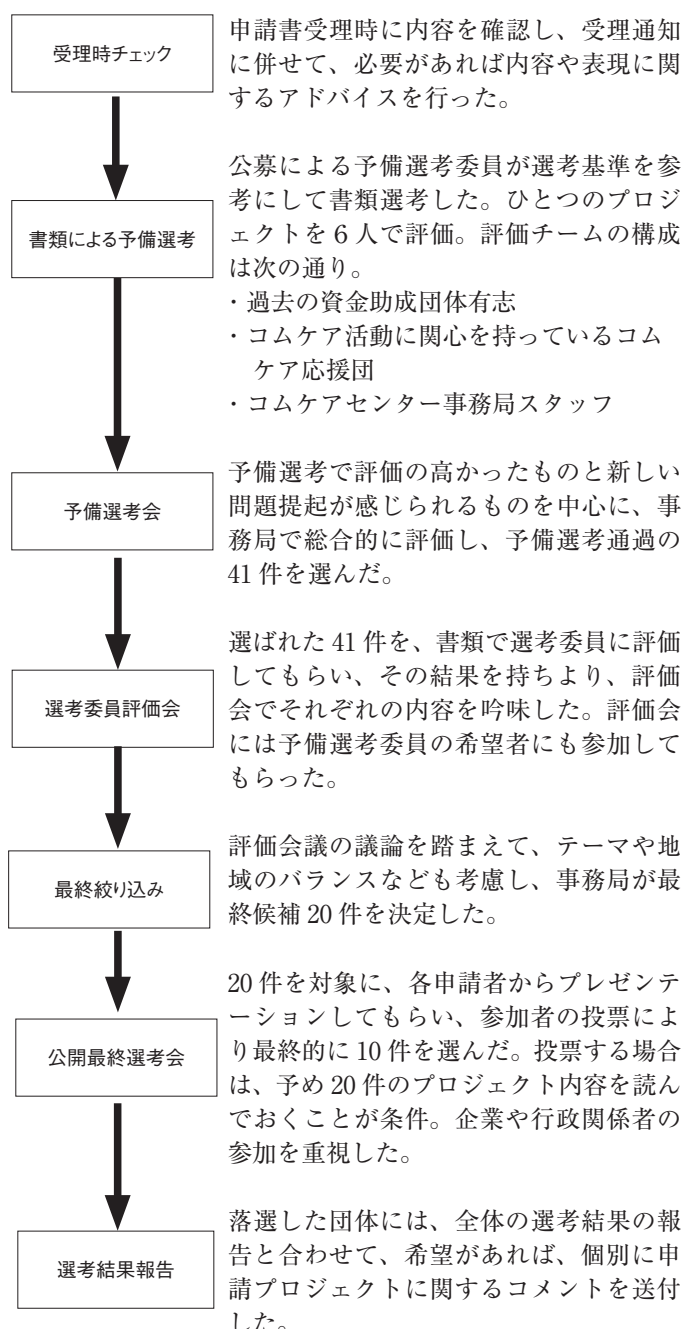 受理時チェック
申請書受理時に内容を確認し、受理通知
に併せて、必要があれば内容や表現に関
するアドバイスを行った。
書類による予備選考
公募による予備選考委員が選考基準を参
考にして書類選考した。ひとつのプロジ
ェクトを6人で評価。評価チームの構成
は次の通り。
・過去の資金助成団体有志
・コムケア活動に関心を持っているコム
ケア応援団
・コムケアセンター事務局スタッフ
予備選考会
予備選考で評価の高かったものと新しい
問題提起が感じられるものを中心に、事
務局で総合的に評価し、予備選考通過の
41件を選んだ。
選考委員評価会
選ばれた41件を、書類で選考委員に評価
してもらい、その結果を持ちより、評価
会でそれぞれの内容を吟味した。評価会
には予備選考委員の希望者にも参加して
もらった。
最終絞り込み
評価会議の議論を踏まえて、テーマや地
域のバランスなども考慮し、事務局が最
終候補20件を決定した。
公開最終選考会
20件を対象に、各申請者からプレゼンテ
ーションしてもらい、参加者の投票によ
り最終的に10件を選んだ。投票する場合
は、予め20件のプロジェクト内容を読ん
でおくことが条件。企業や行政関係者の
参加を重視した。
選考結果報告
落選した団体には、全体の選考結果の報
告と合わせて、希望があれば、個別に申
請プロジェクトに関するコメントを送付
した。